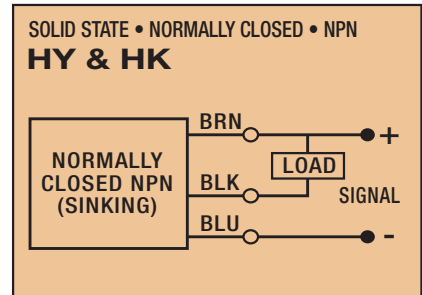 SOLID STATE • NORMALLY CLOSED • NPN
HY & HK
BRN
+
NORMALLY
CLOSED NPN
(SINKING)
LOAD
BLK
SIGNAL
BLU
-